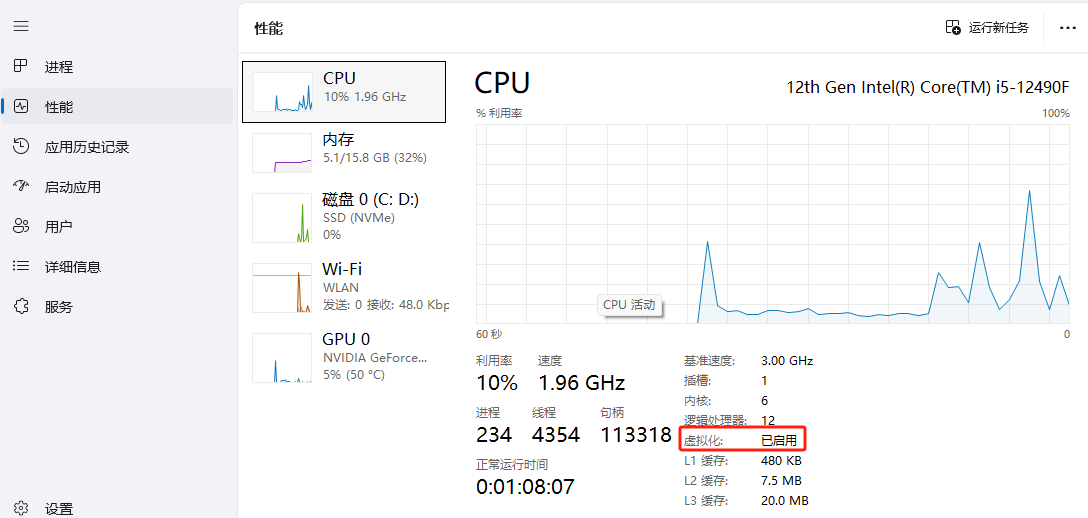 性能
运行新任务
进程
性能
应用历史记录
启动应用
用户
详细信息
服务
设置
CPU
10% 1.96 GHz
内存
5.1/15.8 GB (32%)
磁盘 0 (C: D:)
SSD (NVMe)
0%
Wi-Fi
WLAN
发送: 0 接收: 48.0 Kbp
GPU 0
NVIDIA GeForce...
5% (50 °C)
CPU
12th Gen Intel(R) Core(TM) i5-12490F
% 利用率
100%
CPU 活动
60 秒
0
利用率 速度
10% 1.96 GHz
进程 线程 句柄
234 4354 113318
正常运行时间
0:01:08:07
基准速度: 3.00 GHz
插槽: 1
内核: 6
逻辑处理器: 12
虚拟化: 已启用
L1 缓存: 480 KB
L2 缓存: 7.5 MB
L3 缓存: 20.0 MB